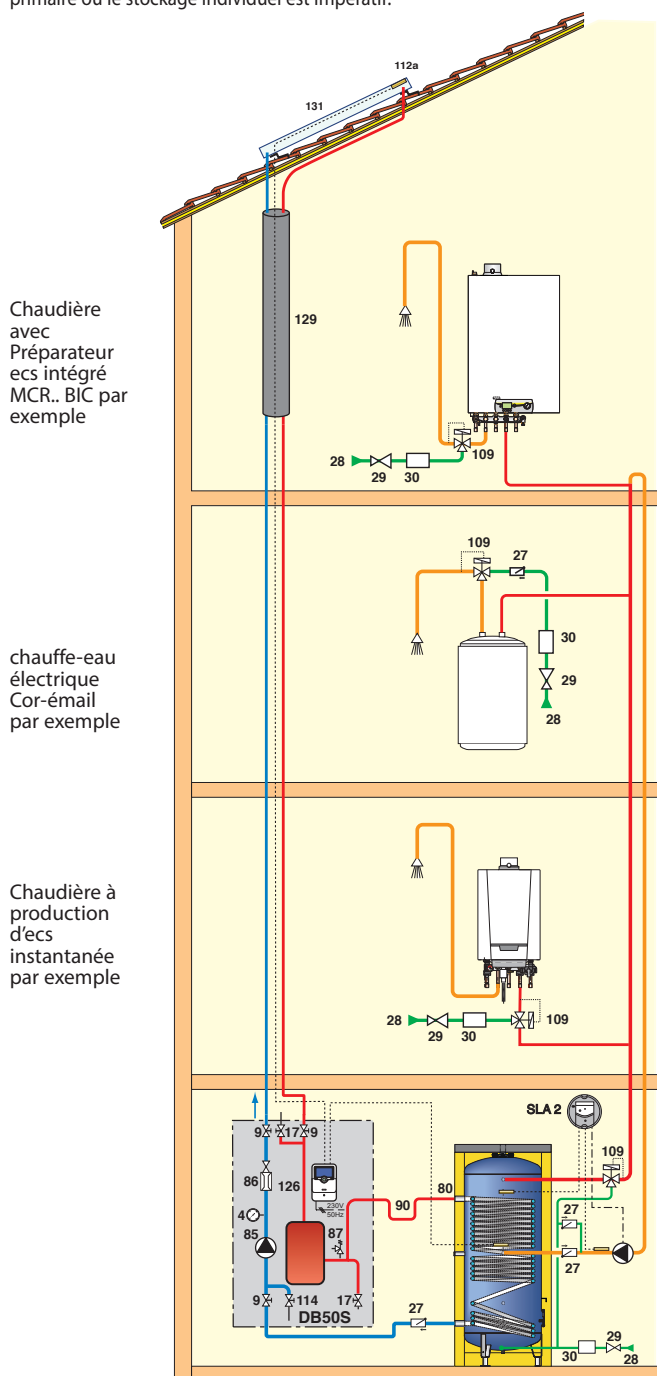 primaire où le stockage individuel est impératif.
112a
131
129
Chaudière
avec
Préparateur
ecs intégré
MCR.. BIC par
exemple
28
29
30
109
109
27
30
29
28
chauffe-eau
électrique
Cor-émail
par exemple
Chaudière à
production
d'ecs
instantanée
par exemple
28
29
30
109
SLA 2
109
9
17
9
86
126
230V
50Hz
4
85
87
90
80
27
27
9
114
17
DB50S
27
30
29
28